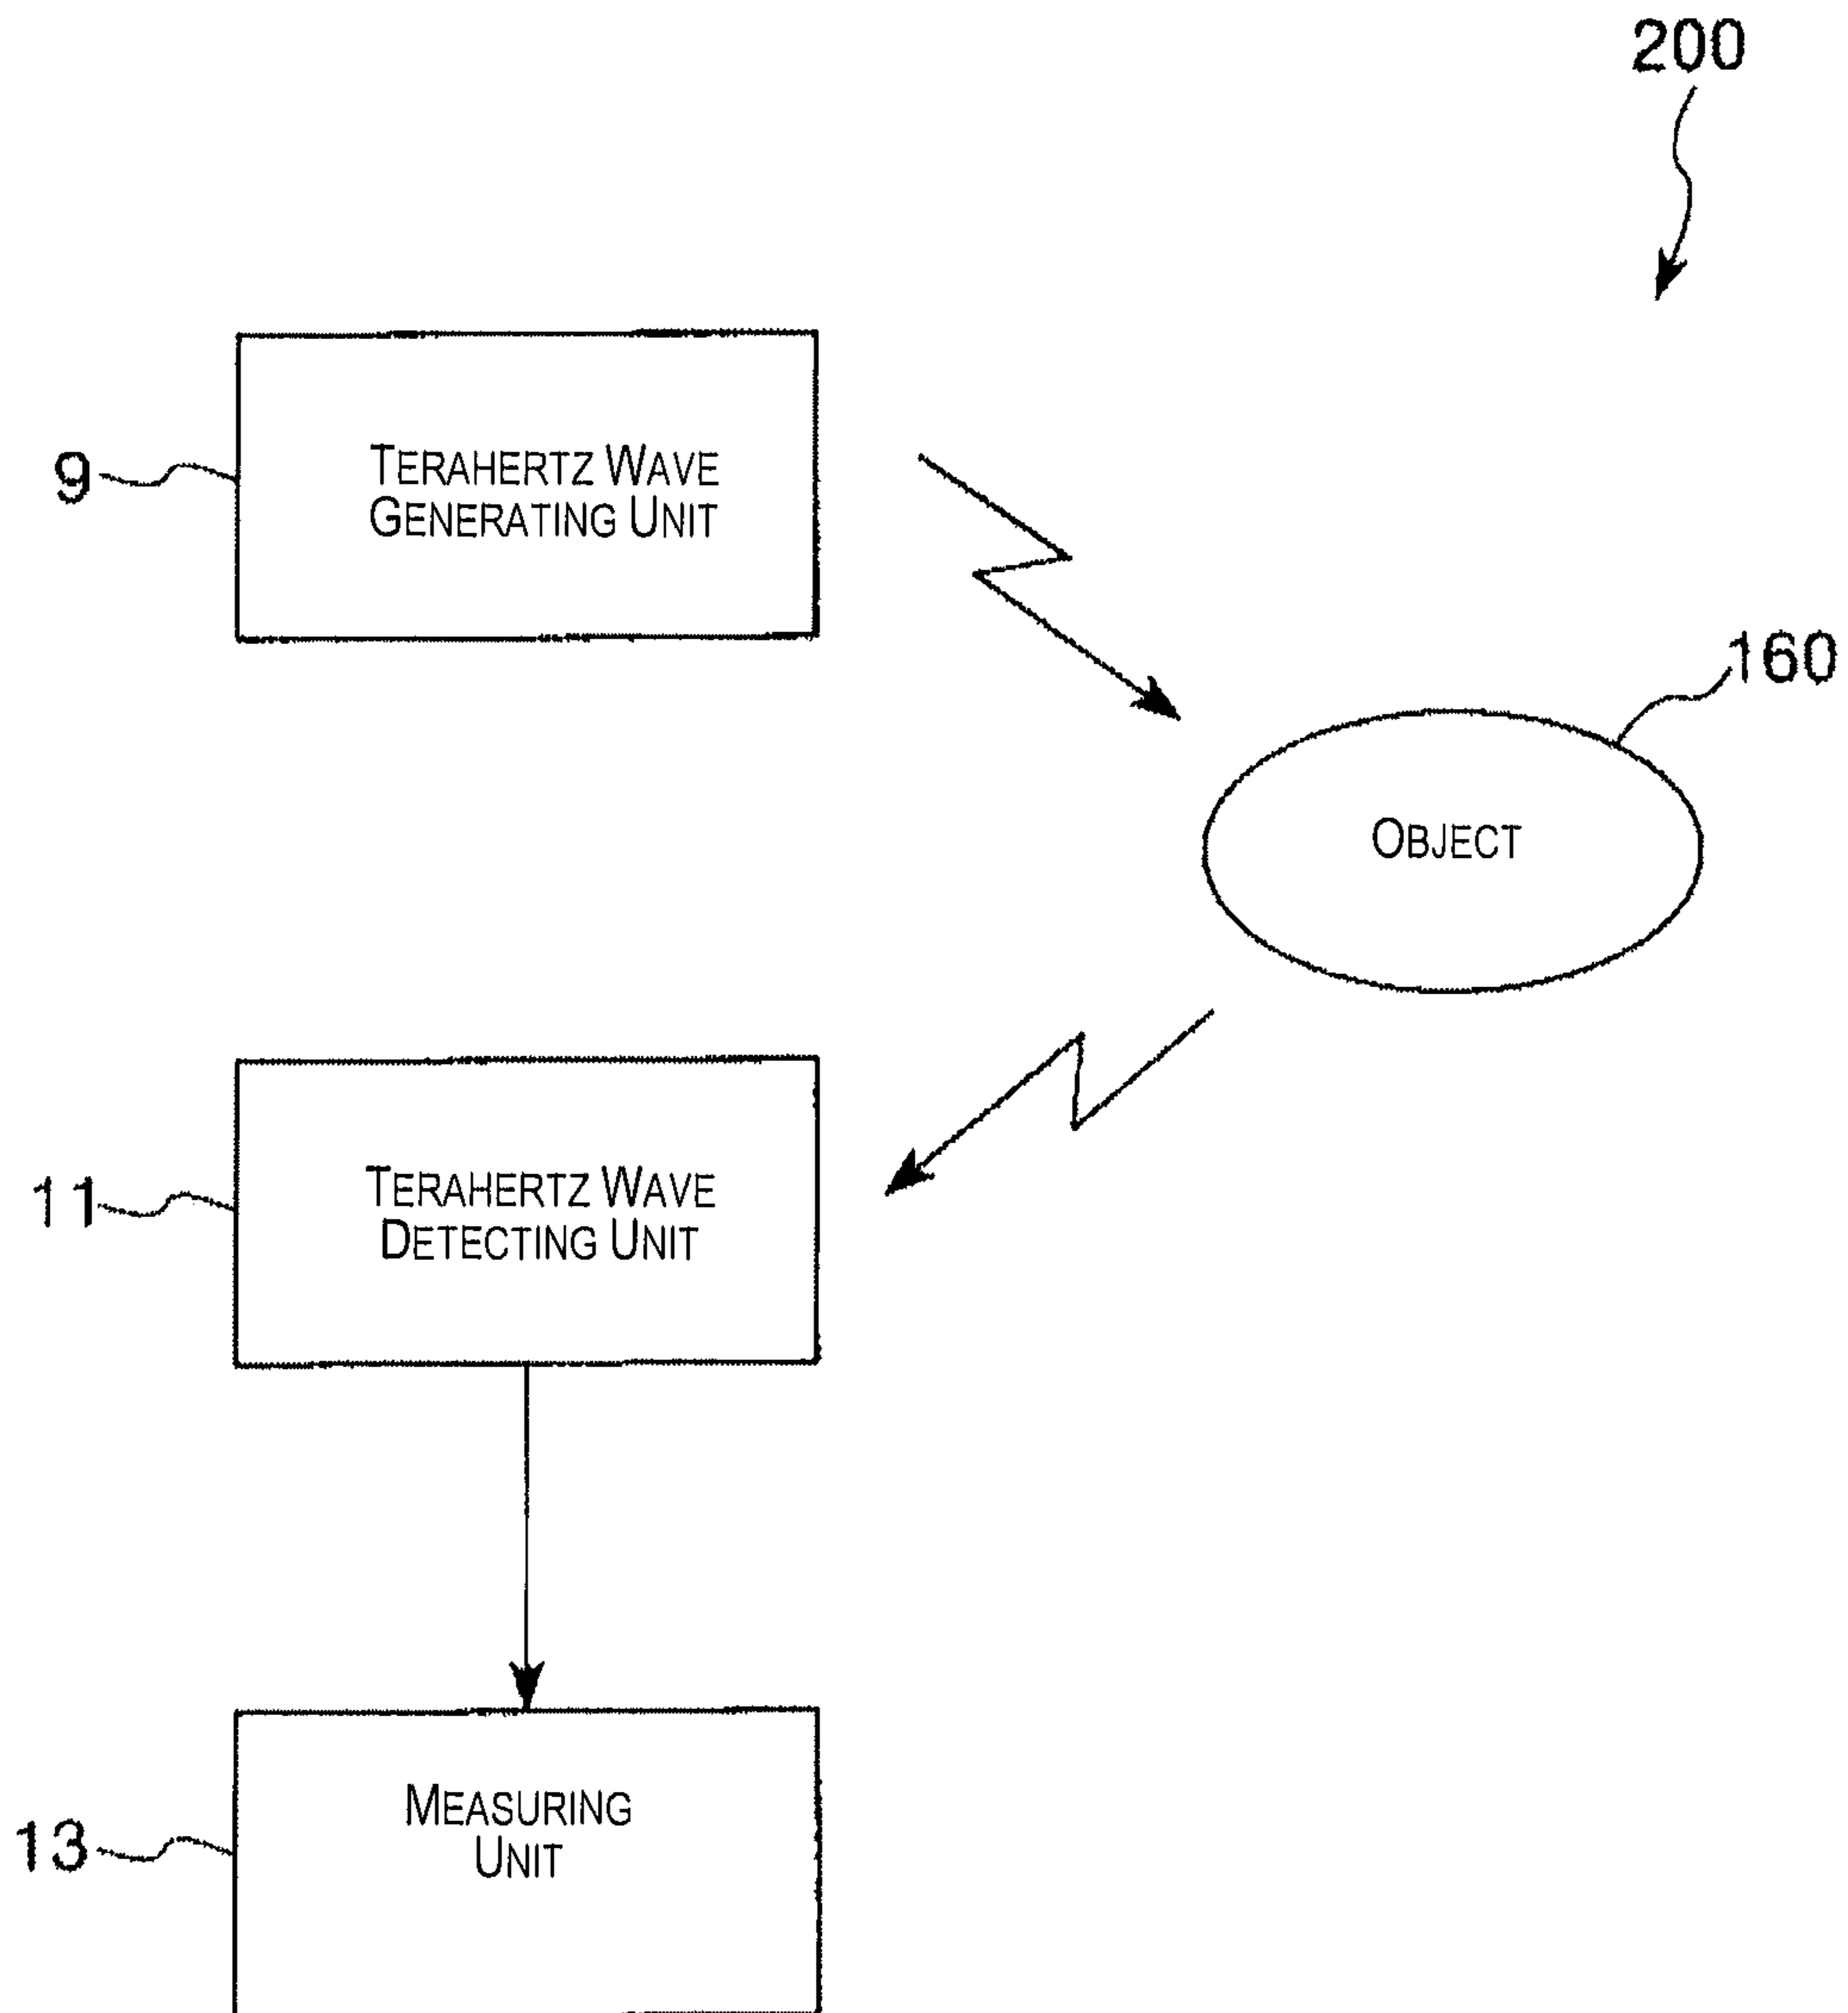 200
9
TERAHERTZ WAVE
GENERATING UNIT
160
OBJECT
11
TERAHERTZ WAVE
DETECTING UNIT
13
MEASURING
UNIT